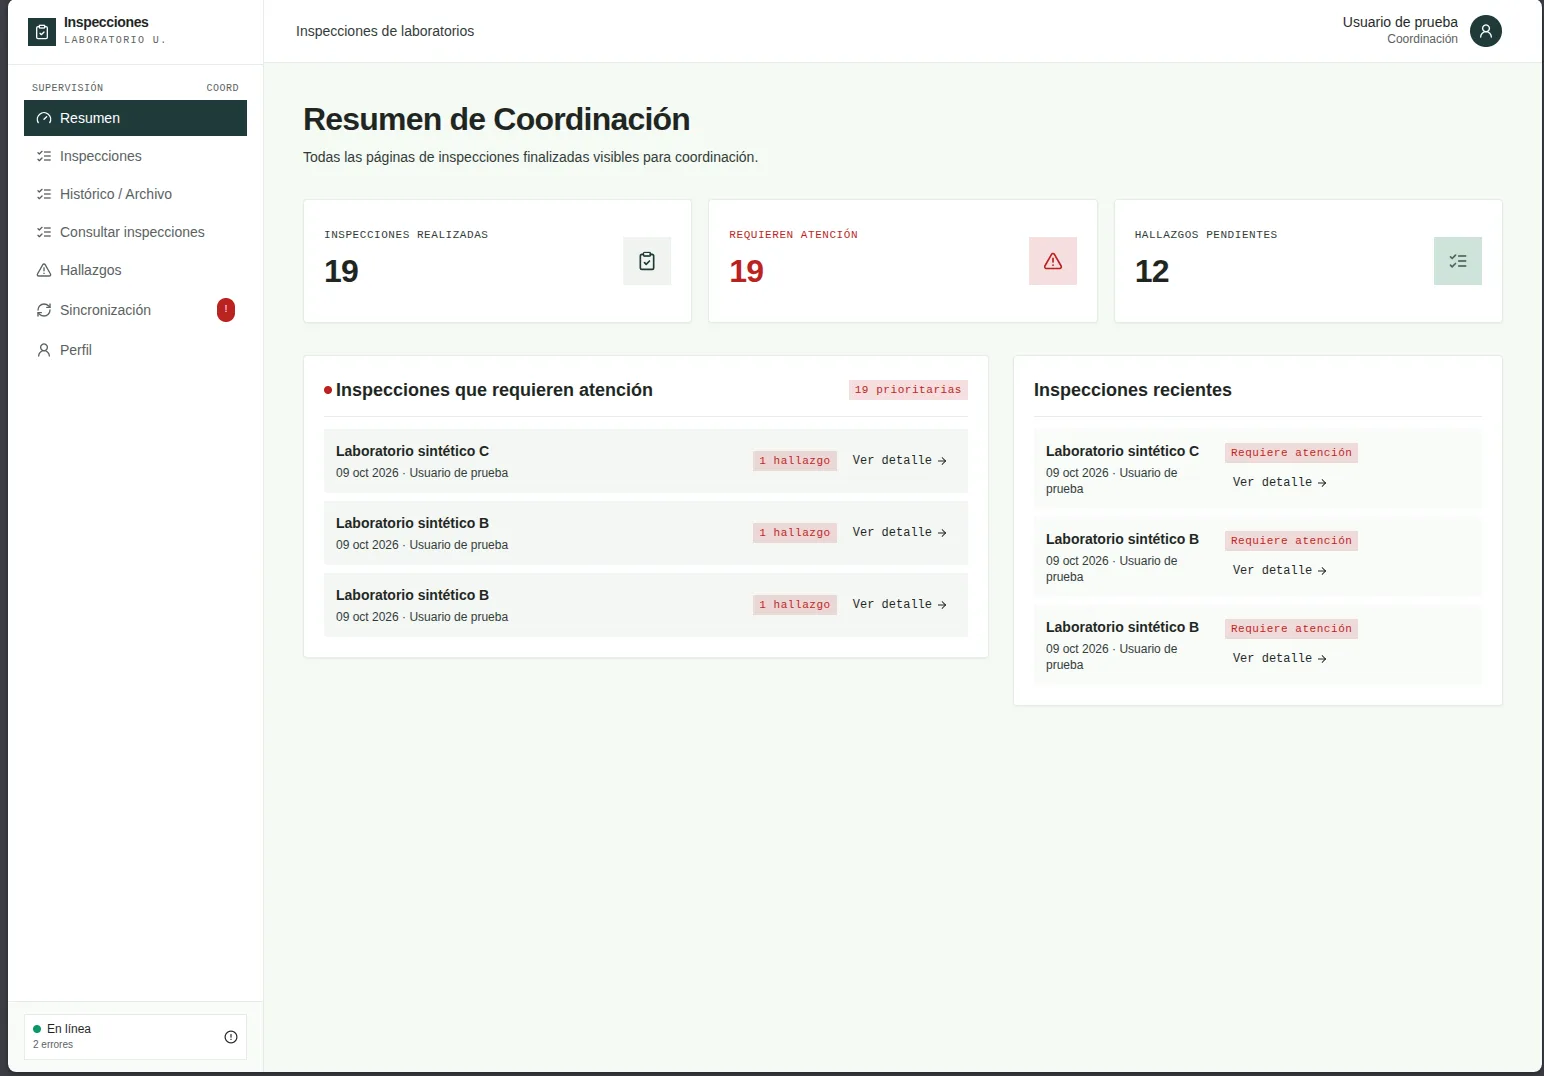 Inspecciones
LABORATORIO U.
SUPERVISIÓN COORD
Resumen
Inspecciones
Histórico / Archivo
Consultar inspecciones
Hallazgos
Sincronización !
Perfil
En línea
2 errores
Inspecciones de laboratorios
Usuario de prueba
Coordinación
Resumen de Coordinación
Todas las páginas de inspecciones finalizadas visibles para coordinación.
INSPECCIONES REALIZADAS
19
REQUIEREN ATENCIÓN
19
HALLAZGOS PENDIENTES
12
Inspecciones que requieren atención 19 prioritarias
Laboratorio sintético C
09 oct 2026 · Usuario de prueba
1 hallazgo Ver detalle →
Laboratorio sintético B
09 oct 2026 · Usuario de prueba
1 hallazgo Ver detalle →
Laboratorio sintético B
09 oct 2026 · Usuario de prueba
1 hallazgo Ver detalle →
Inspecciones recientes
Laboratorio sintético C
09 oct 2026 · Usuario de
prueba
Requiere atención
Ver detalle →
Laboratorio sintético B
09 oct 2026 · Usuario de
prueba
Requiere atención
Ver detalle →
Laboratorio sintético B
09 oct 2026 · Usuario de
prueba
Requiere atención
Ver detalle →